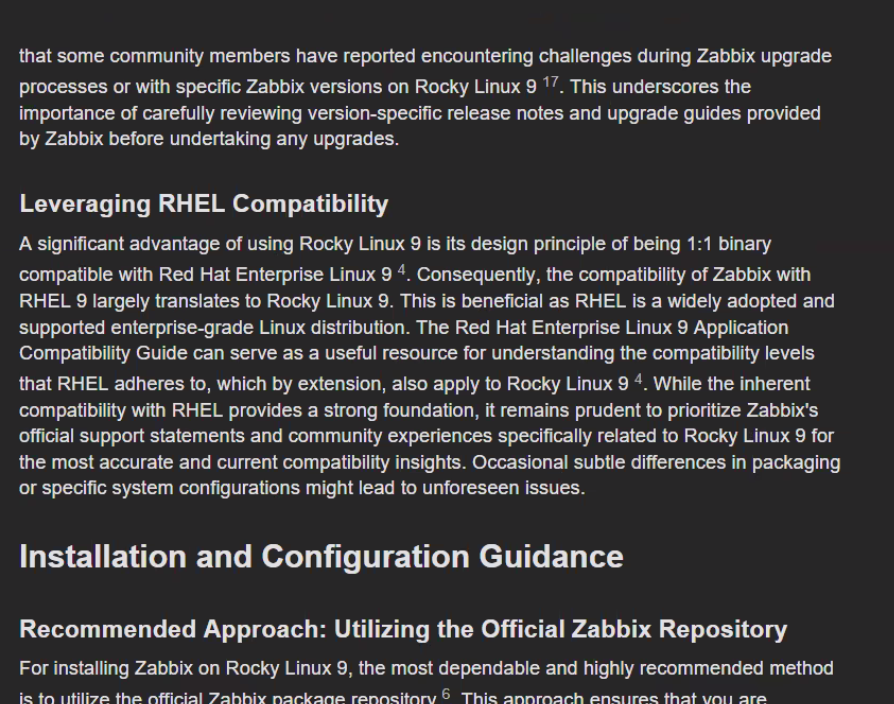 that some community members have reported encountering challenges during Zabbix upgrade
processes or with specific Zabbix versions on Rocky Linux 9 17. This underscores the
importance of carefully reviewing version-specific release notes and upgrade guides provided
by Zabbix before undertaking any upgrades.
Leveraging RHEL Compatibility
A significant advantage of using Rocky Linux 9 is its design principle of being 1:1 binary
compatible with Red Hat Enterprise Linux 9 4. Consequently, the compatibility of Zabbix with
RHEL 9 largely translates to Rocky Linux 9. This is beneficial as RHEL is a widely adopted and
supported enterprise-grade Linux distribution. The Red Hat Enterprise Linux 9 Application
Compatibility Guide can serve as a useful resource for understanding the compatibility levels
that RHEL adheres to, which by extension, also apply to Rocky Linux 9 4. While the inherent
compatibility with RHEL provides a strong foundation, it remains prudent to prioritize Zabbix's
official support statements and community experiences specifically related to Rocky Linux 9 for
the most accurate and current compatibility insights. Occasional subtle differences in packaging
or specific system configurations might lead to unforeseen issues.
Installation and Configuration Guidance
Recommended Approach: Utilizing the Official Zabbix Repository
For installing Zabbix on Rocky Linux 9, the most dependable and highly recommended method
is to utilize the official Zabbix package repository 6. This approach ensures that you are